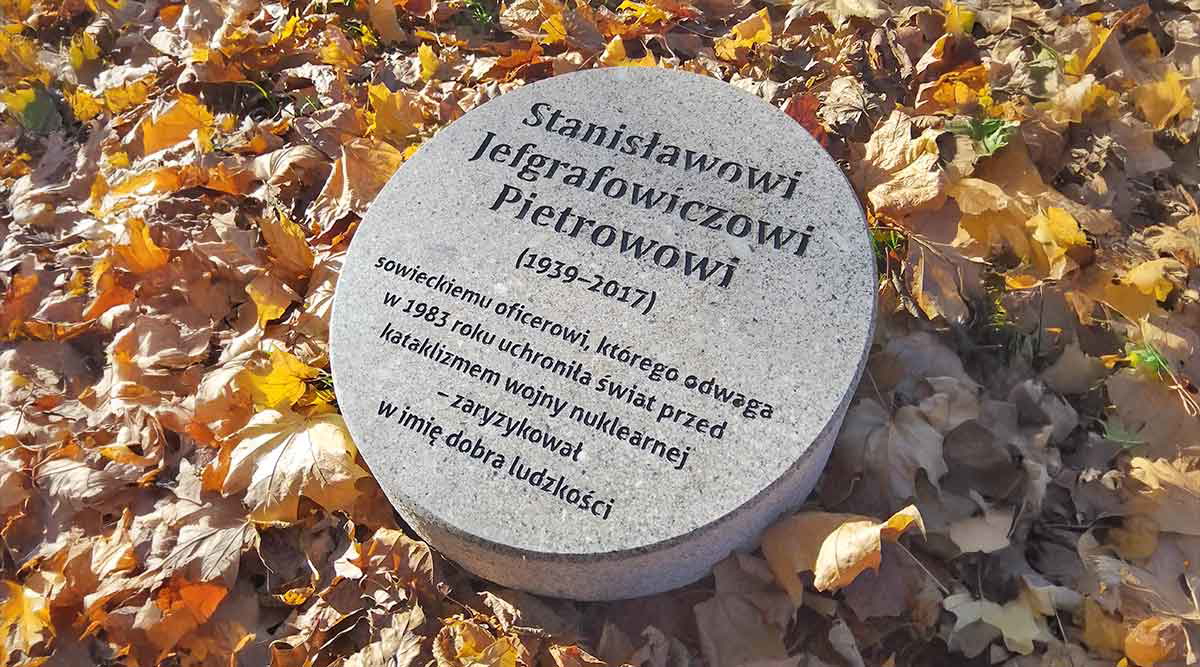 Stanisławowi
Jefgrafowiczowi
Pietrowowi
(1939–2017)
sowieckiemu oficerowi, którego odwaga
w 1983 roku uchroniła świat przed
kataklizmem wojny nuklearnej
– zaryzykował
w imię dobra ludzkości